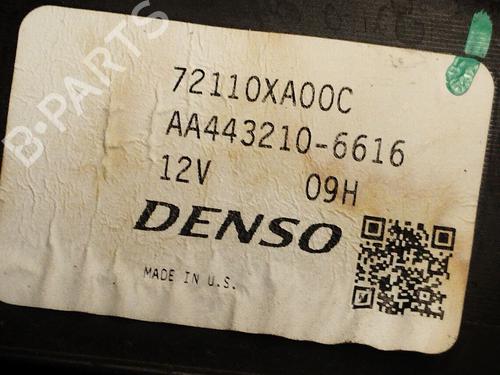 B-PARTS
72110XA00C
AA443210-6616
12V 09H
DENSO
MADE IN U.S.